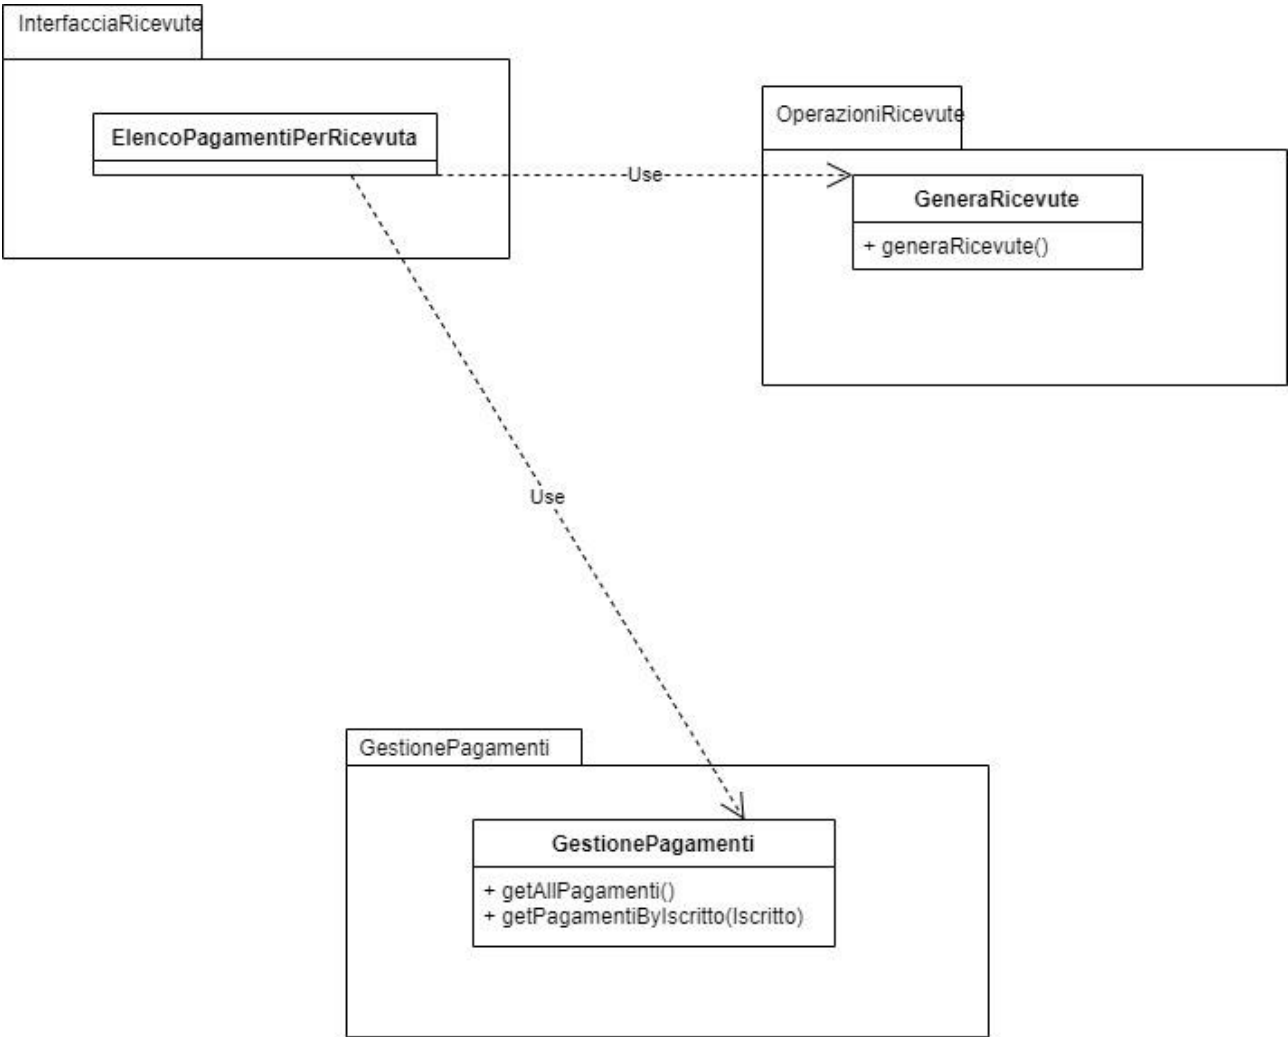 InterfacciaRicevute
ElencoPagamentiPerRicevuta
OperazioniRicevute
Use
GeneraRicevute
+ generaRicevute()
Use
GestionePagamenti
GestionePagamenti
+ getAllPagamenti()
+ getPagamentiByIscritto(Iscritto)